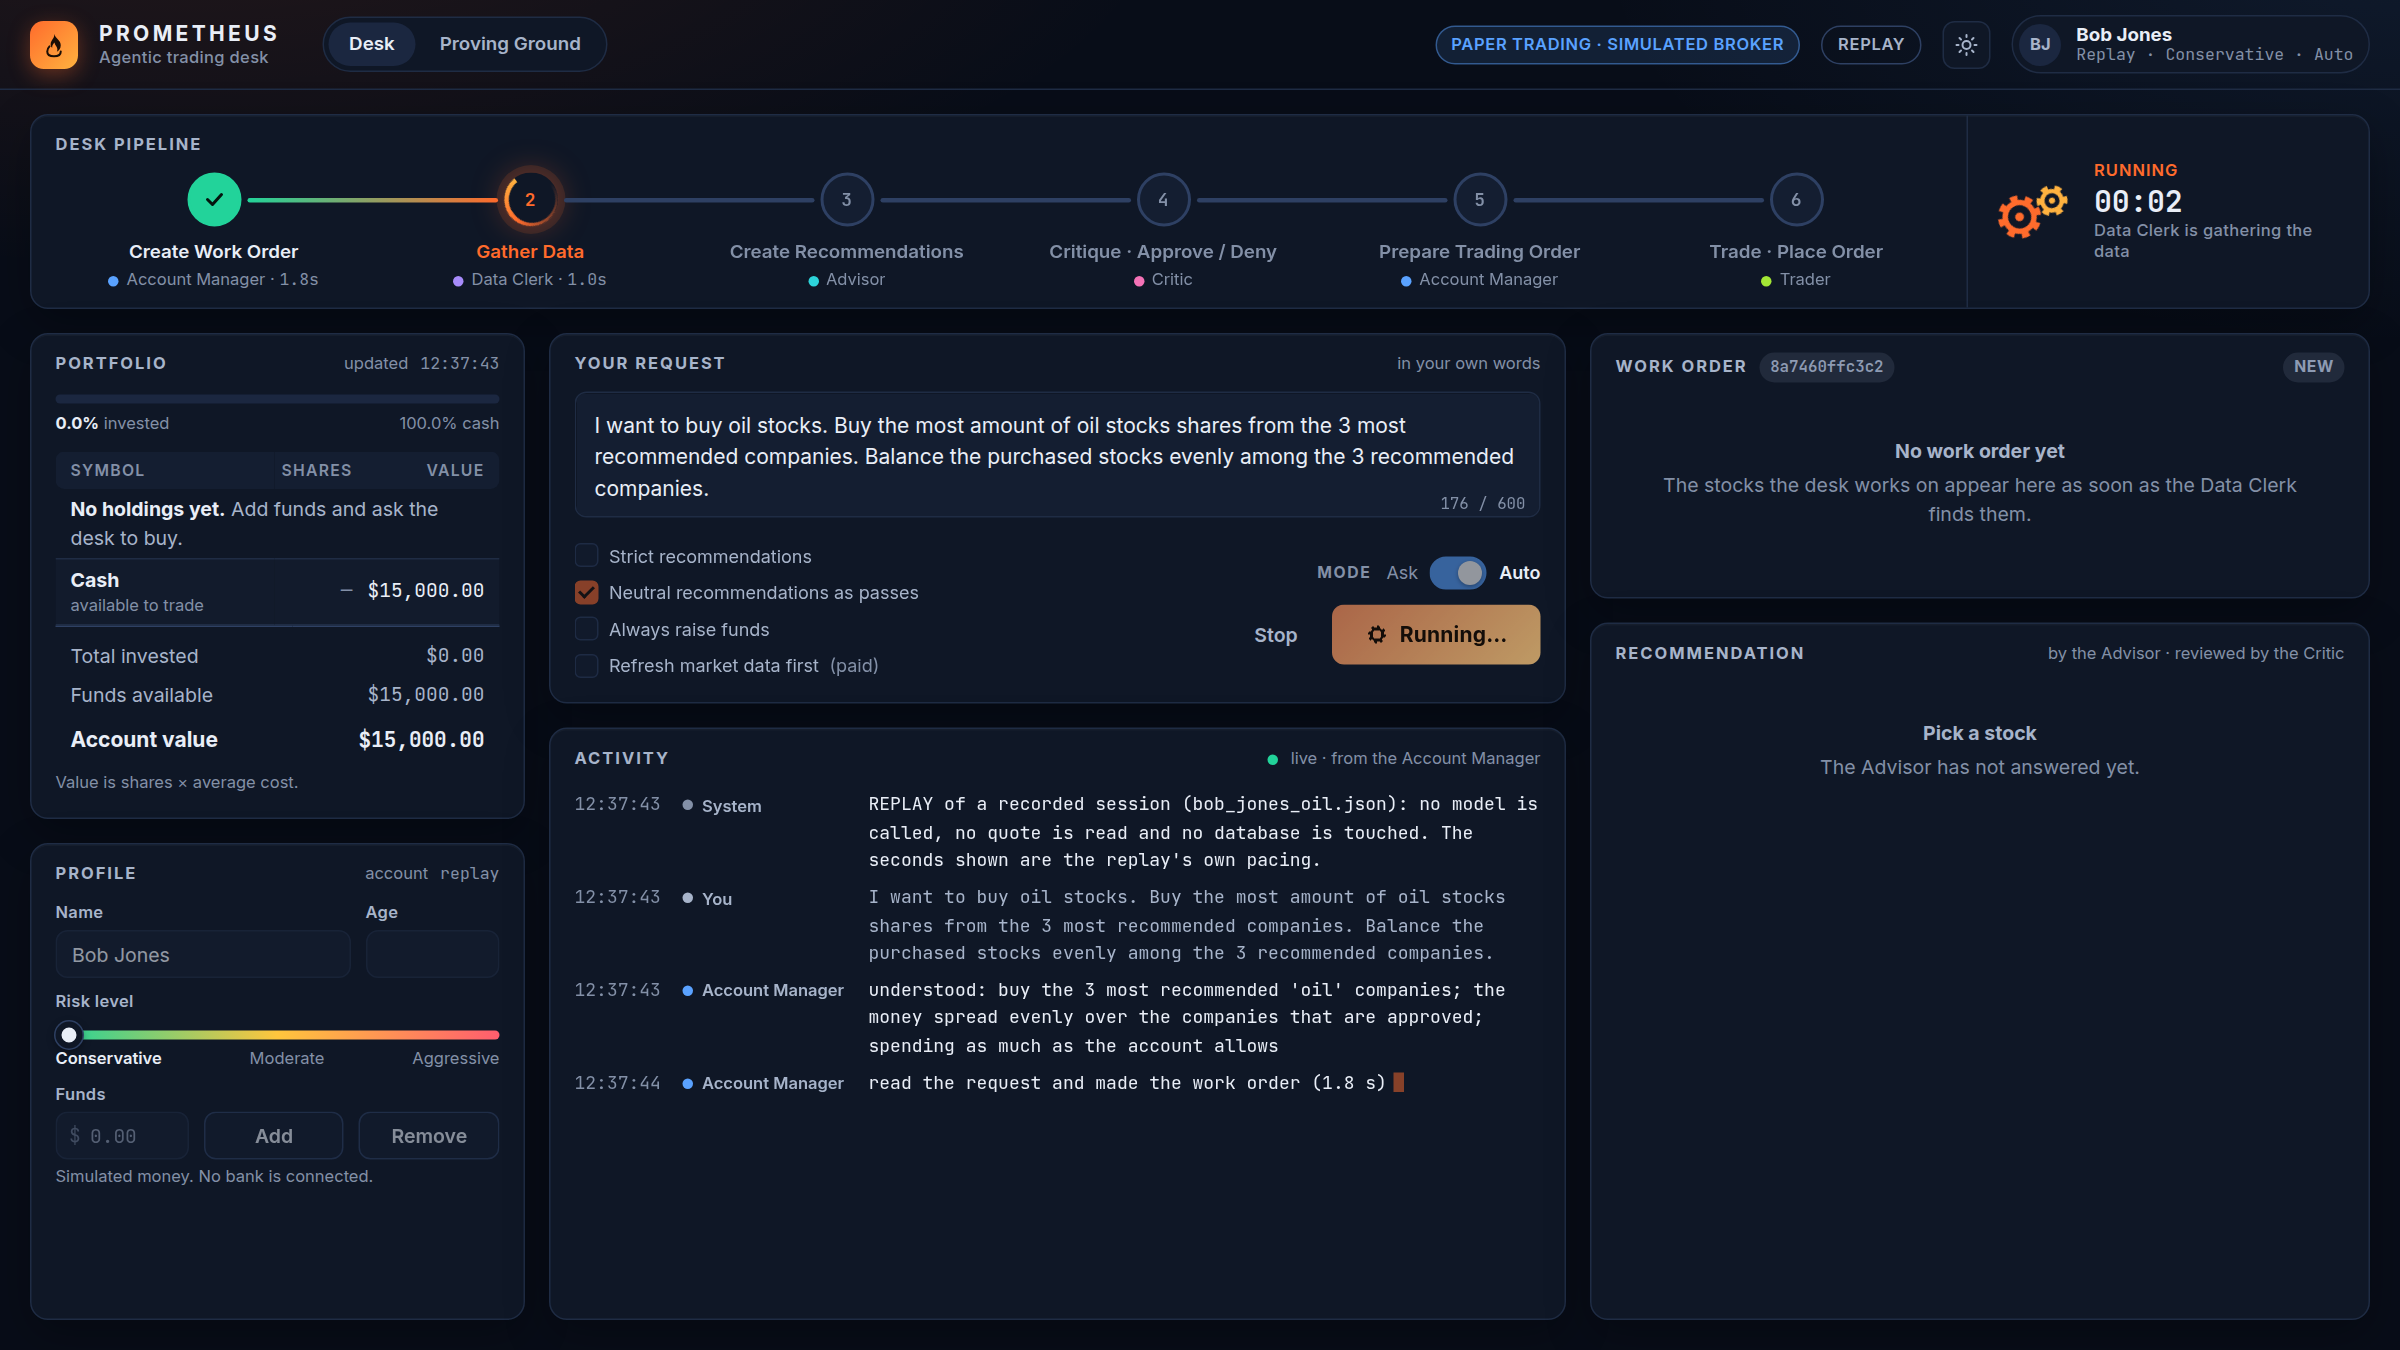 PROMETHEUS
Agentic trading desk
Desk
Proving Ground
PAPER TRADING · SIMULATED BROKER
REPLAY
BJ
Bob Jones
Replay · Conservative · Auto
DESK PIPELINE
2
3
4
5
6
Create Work Order
Gather Data
Create Recommendations
Critique · Approve / Deny
Prepare Trading Order
Trade · Place Order
Account Manager · 1.8s
Data Clerk · 1.0s
Advisor
Critic
Account Manager
Trader
RUNNING
00:02
Data Clerk is gathering the
data
PORTFOLIO
updated 12:37:43
0.0% invested
100.0% cash
SYMBOL SHARES VALUE
No holdings yet. Add funds and ask the
desk to buy.
Cash
available to trade
– $15,000.00
Total invested $0.00
Funds available $15,000.00
Account value $15,000.00
Value is shares × average cost.
PROFILE
account replay
Name
Age
Bob Jones
Risk level
Conservative Moderate Aggressive
Funds
$ 0.00
Add
Remove
Simulated money. No bank is connected.
YOUR REQUEST
in your own words
I want to buy oil stocks. Buy the most amount of oil stocks shares from the 3 most
recommended companies. Balance the purchased stocks evenly among the 3 recommended
companies.
176 / 600
Strict recommendations
Neutral recommendations as passes
Always raise funds
Refresh market data first (paid)
MODE Ask Auto
Stop
Running...
ACTIVITY
live · from the Account Manager
12:37:43 System REPLAY of a recorded session (bob_jones_oil.json): no model is
called, no quote is read and no database is touched. The
seconds shown are the replay's own pacing.
12:37:43 You I want to buy oil stocks. Buy the most amount of oil stocks
shares from the 3 most recommended companies. Balance the
purchased stocks evenly among the 3 recommended companies.
12:37:43 Account Manager understood: buy the 3 most recommended 'oil' companies; the
money spread evenly over the companies that are approved;
spending as much as the account allows
12:37:44 Account Manager read the request and made the work order (1.8 s)
WORK ORDER 8a7460ffc3c2
NEW
No work order yet
The stocks the desk works on appear here as soon as the Data Clerk
finds them.
RECOMMENDATION
by the Advisor · reviewed by the Critic
Pick a stock
The Advisor has not answered yet.